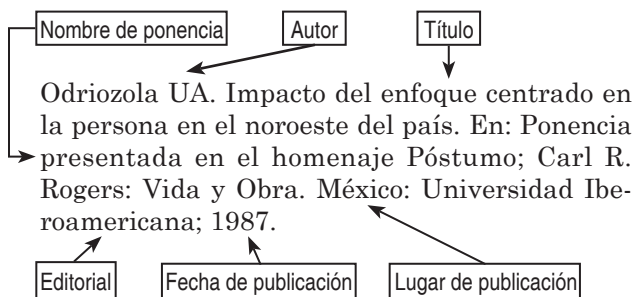 Nombre de ponencia Autor Título
Odriozola UA. Impacto del enfoque centrado en
la persona en el noroeste del país. En: Ponencia
presentada en el homenaje Póstumo; Carl R.
Rogers: Vida y Obra. México: Universidad Ibe-
roamericana; 1987.
Editorial Fecha de publicación Lugar de publicación